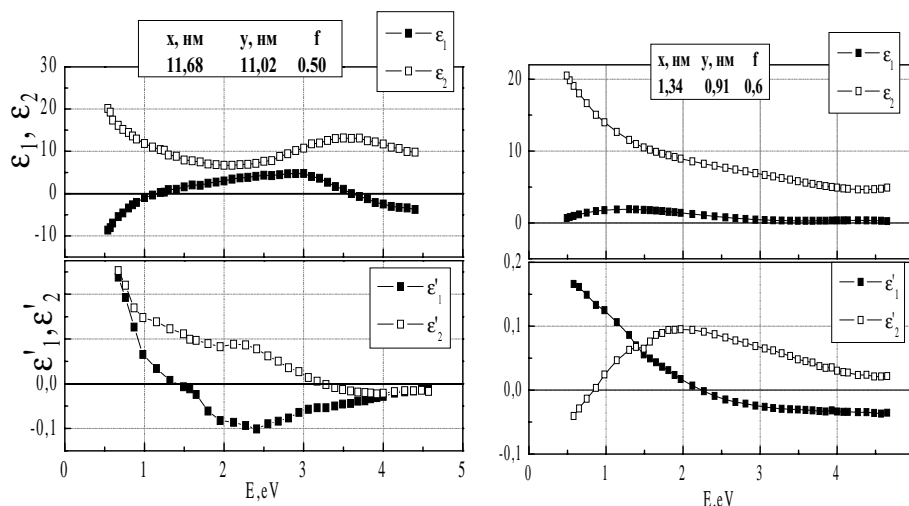 x, нм y, нм f
11,68 11,02 0.50
ε1
ε2
30
20
10
0
-10
ε1, ε2
ε'1
ε'2
0,0
-0,1
ε'1,ε'2
0 1 2 3 4 5
E,eV
x, нм y, нм f
1,34 0,91 0,6
ε1
ε2
20
10
0
0,2
0,1
0,0
-0,1
ε'1
ε'2
0 1 2 3 4
E,eV